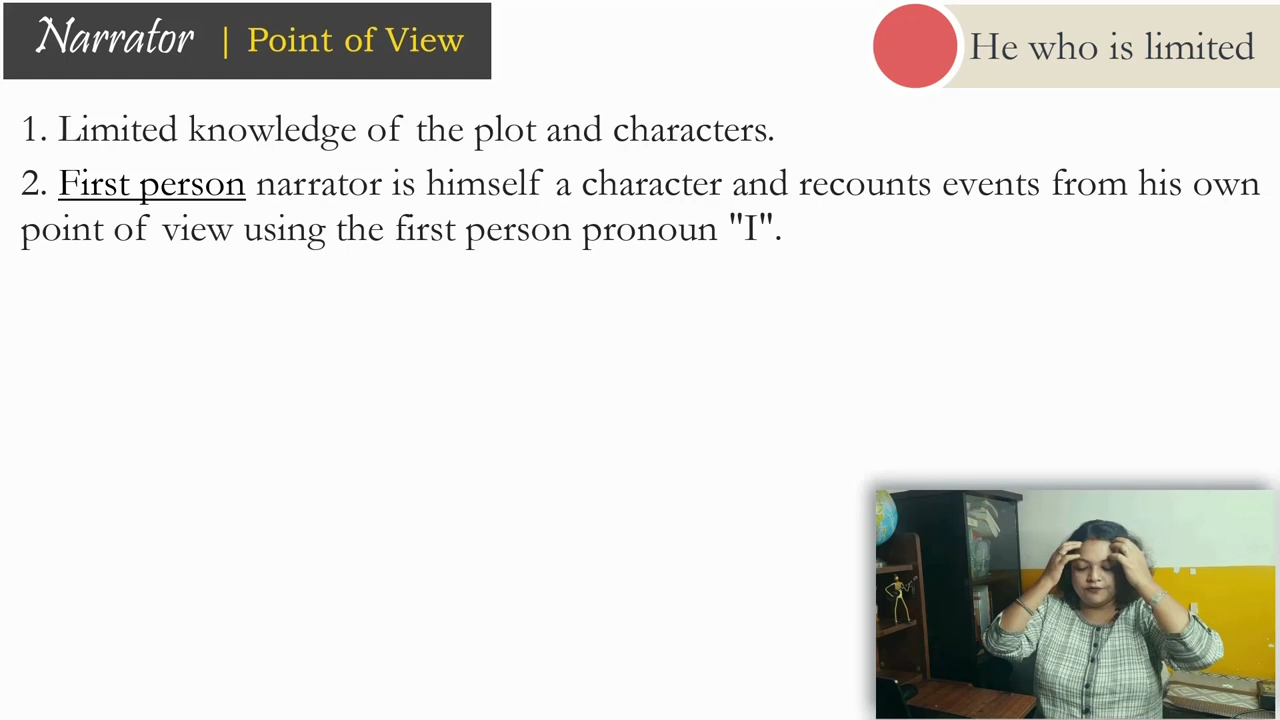 Narrator | Point of View
He who is limited
1. Limited knowledge of the plot and characters.
2. First person narrator is himself a character and recounts events from his own
point of view using the first person pronoun "I".